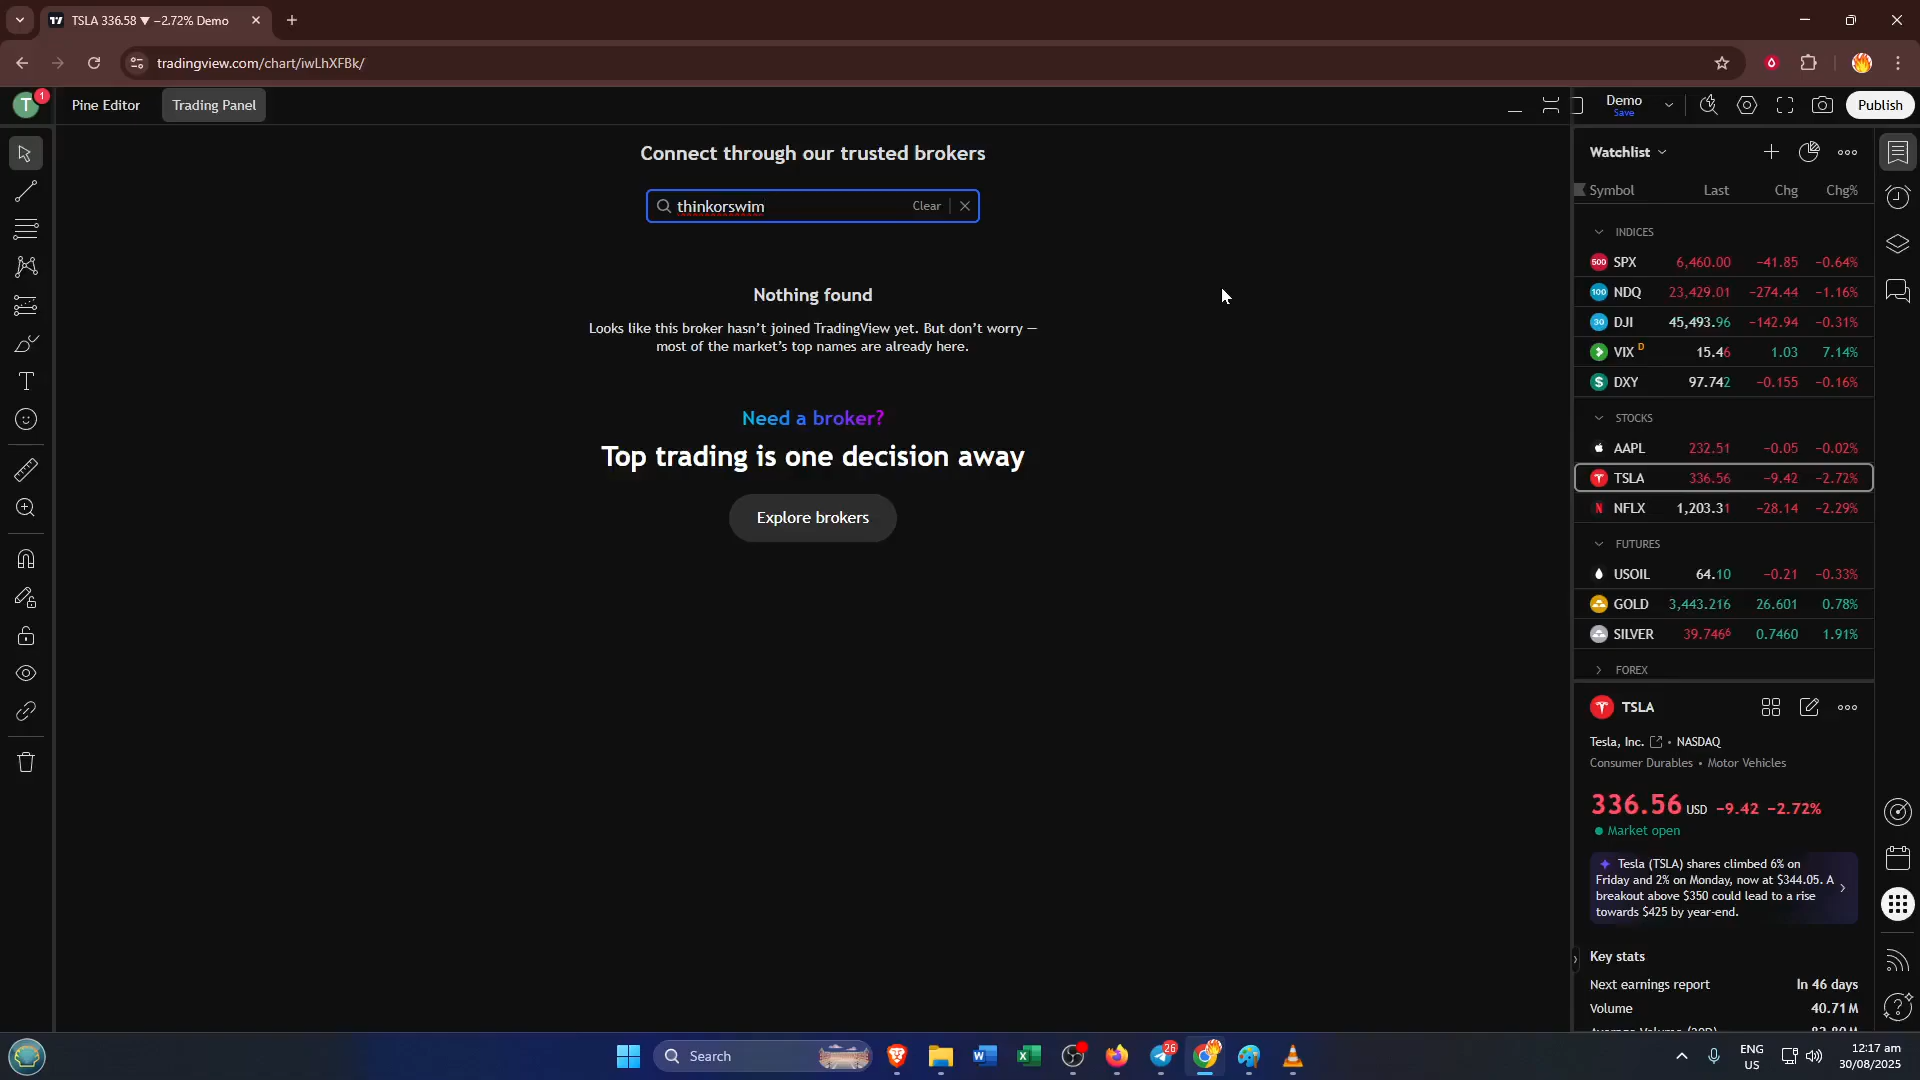 TSLA 336.58 ▼ −2.72% Demo
tradingview.com/chart/iwLhXFBk/
T
1
Pine Editor
Trading Panel
Demo
Save
Publish
Connect through our trusted brokers
thinkorswim
Clear
Nothing found
Looks like this broker hasn't joined TradingView yet. But don't worry —
most of the market's top names are already here.
Need a broker?
Top trading is one decision away
Explore brokers
Watchlist
Symbol Last Chg Chg%
INDICES
500 SPX 6,460.00 −41.85 −0.64%
100 NDQ 23,429.01 −274.44 −1.16%
30 DJI 45,493.96 −142.94 −0.31%
VIX D 15.46 1.03 7.14%
$ DXY 97.742 −0.155 −0.16%
STOCKS
AAPL 232.51 −0.05 −0.02%
TSLA 336.56 −9.42 −2.72%
NFLX 1,203.31 −28.14 −2.29%
FUTURES
USOIL 64.10 −0.21 −0.33%
GOLD 3,443.216 26.601 0.78%
SILVER 39.746⁶ 0.7460 1.91%
FOREX
TSLA
Tesla, Inc. • NASDAQ
Consumer Durables • Motor Vehicles
336.56 USD −9.42 −2.72%
Market open
Tesla (TSLA) shares climbed 6% on
Friday and 2% on Monday, now at $344.05. A
breakout above $350 could lead to a rise
towards $425 by year-end.
Key stats
Next earnings report In 46 days
Volume 40.71 M
Search
26
ENG
US
12:17 am
30/08/2025